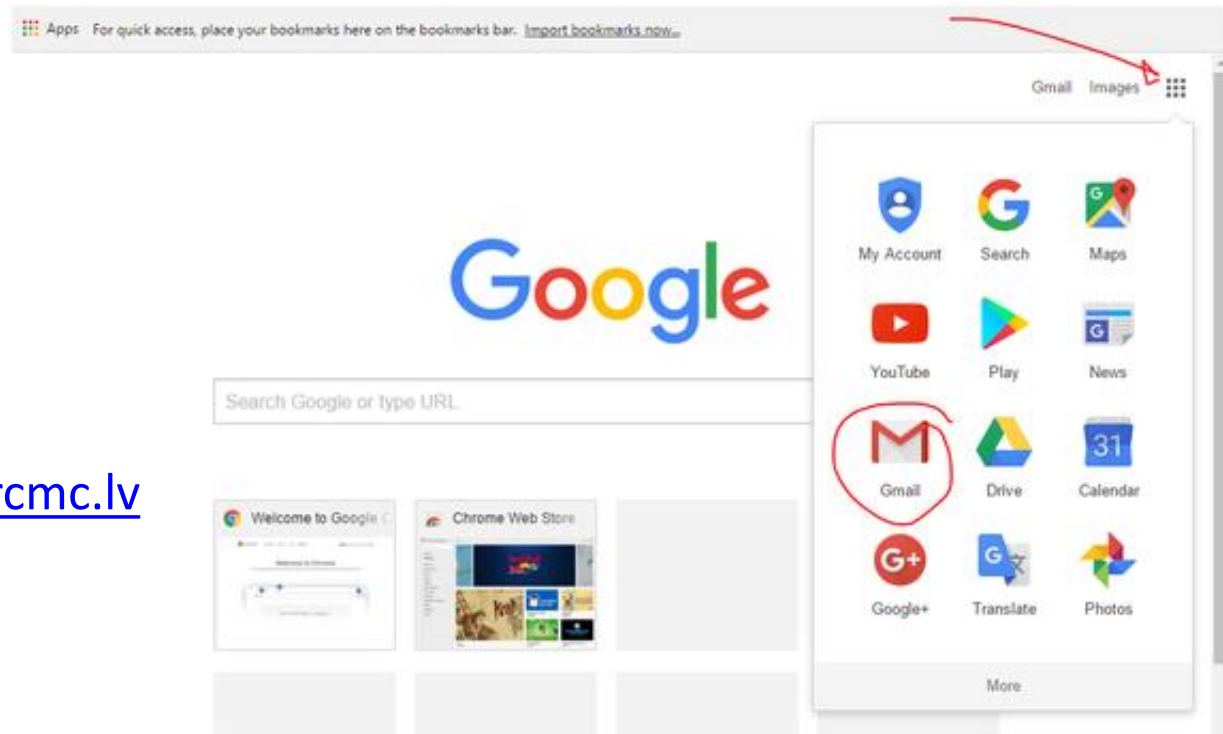 Apps For quick access, place your bookmarks here on the bookmarks bar. Import bookmarks now...
Gmail Images
My Account Search Maps
Google
YouTube Play News
Search Google or type URL
31
Gmail Drive Calendar
rcmc.lv
Welcome to Google C
Chrome Web Store
G+
Google+ Translate Photos
More